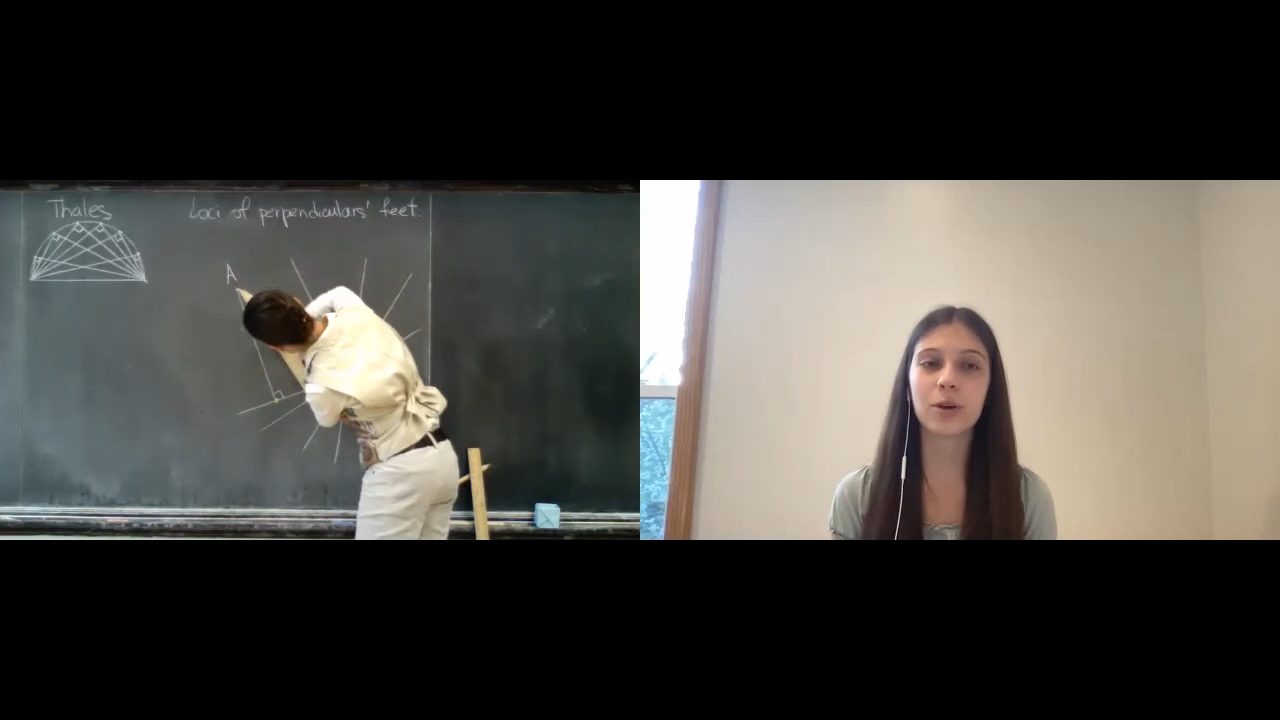 Thales
Loci of perpendiculars' feet.
A